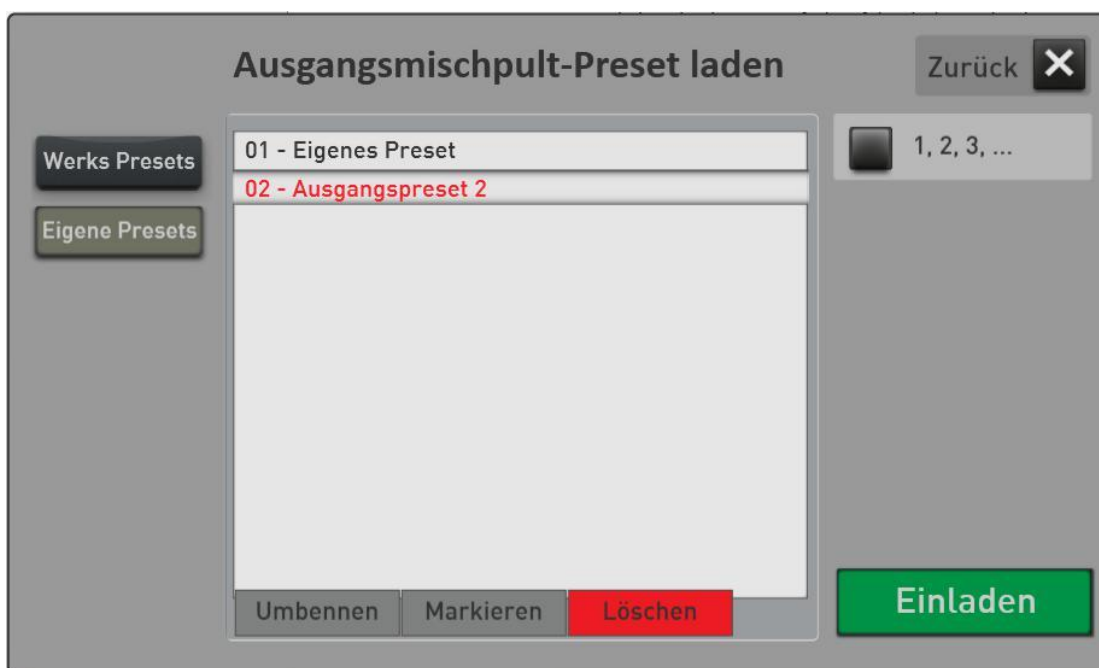 Ausgangsmischpult-Preset laden
Zurück
Werks Presets
Eigene Presets
01 - Eigenes Preset
02 - Ausgangspreset 2
1, 2, 3, ...
Umbennen
Markieren
Löschen
Einladen